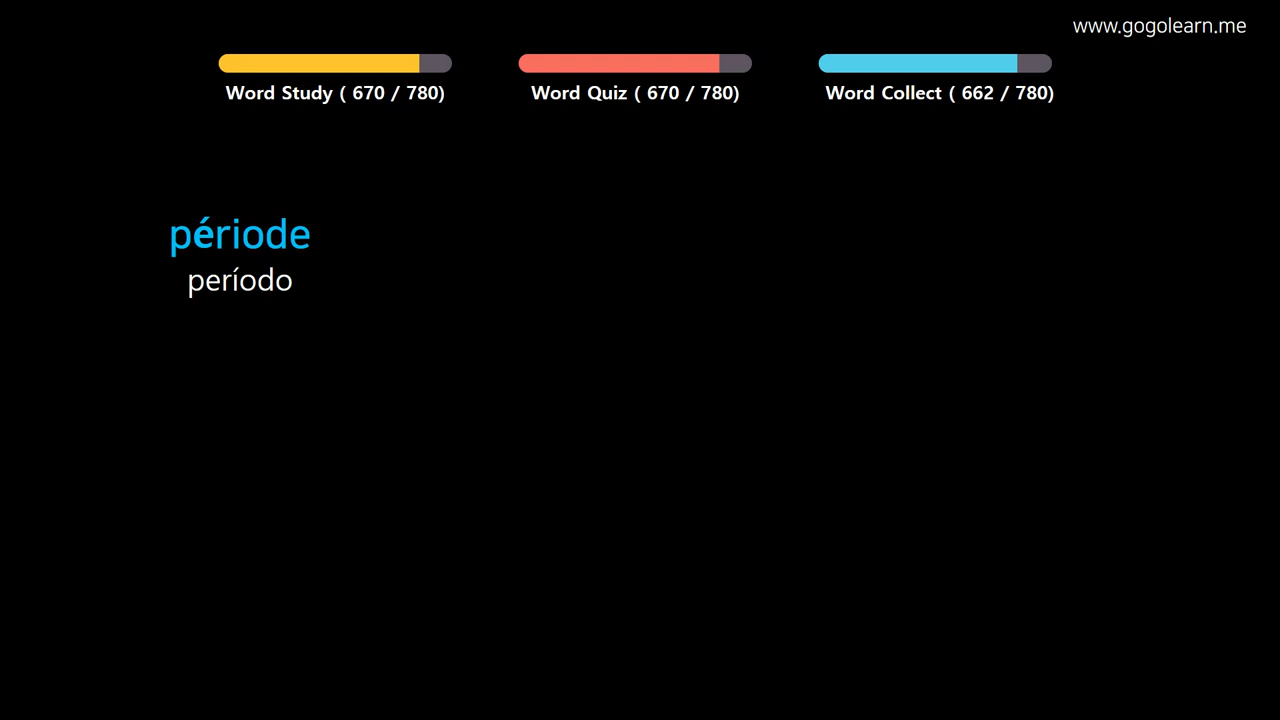 www.gogolearn.me
Word Study ( 670 / 780)
Word Quiz ( 670 / 780)
Word Collect ( 662 / 780)
période
período